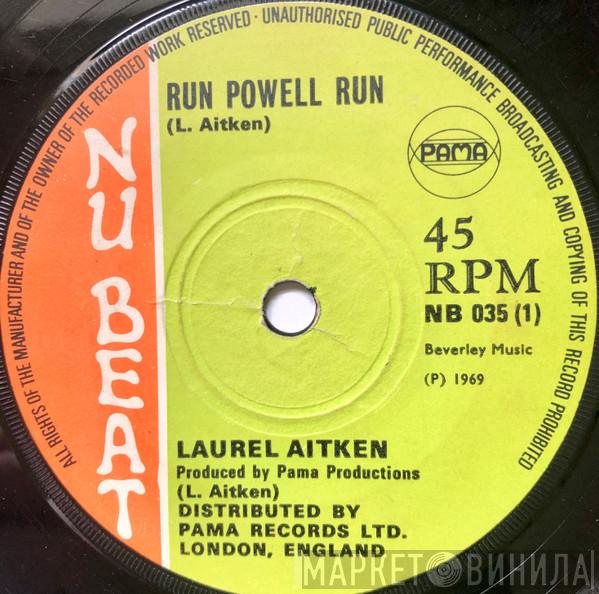 ALL RIGHTS OF THE MANUFACTURER AND OF THE OWNER OF THE RECORDED WORK RESERVED · UNAUTHORISED PUBLIC PERFORMANCE BROADCASTING AND COPYING OF THIS RECORD PROHIBITED
NU BEAT
RUN POWELL RUN
(L. Aitken)
PAMA
45
RPM
NB 035 (1)
Beverley Music
(P) 1969
LAUREL AITKEN
Produced by Pama Productions
(L. Aitken)
DISTRIBUTED BY
PAMA RECORDS LTD.
LONDON, ENGLAND
МАРКЕТ ВИНИЛА